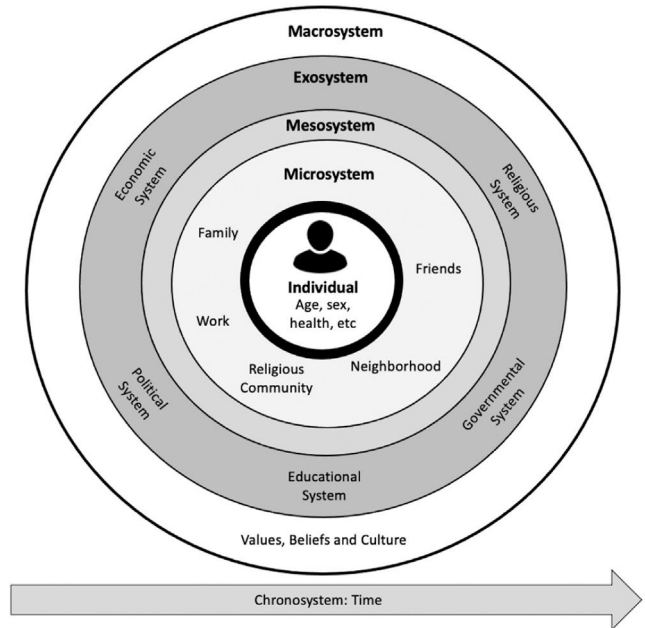 Macrosystem
Exosystem
Mesosystem
Economic
System
Religious
System
Microsystem
Family
Friends
Individual
Age, sex,
health, etc
Work
Religious
Community
Neighborhood
Political
System
Governmental
System
Educational
System
Values, Beliefs and Culture
Chronosystem: Time